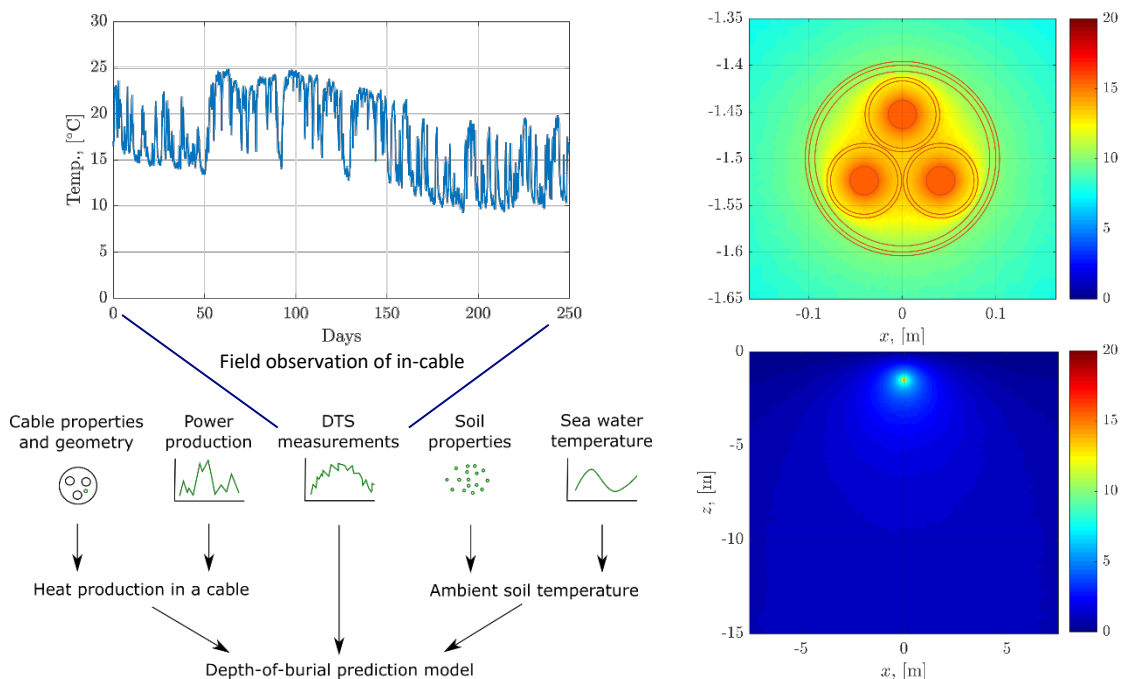 30
25
20
15
10
5
0
Temp., [°C]
0
50
100
150
200
250
Days
Field observation of in-cable
Cable properties
and geometry
Power
production
DTS
measurements
Soil
properties
Sea water
temperature
Heat production in a cable
Ambient soil temperature
Depth-of-burial prediction model
-1.35
-1.4
-1.45
-1.5
-1.55
-1.6
-1.65
-0.1
0
0.1
x, [m]
20
15
10
5
0
0
-5
-10
-15
z, [m]
-5
0
5
x, [m]
20
15
10
5
0